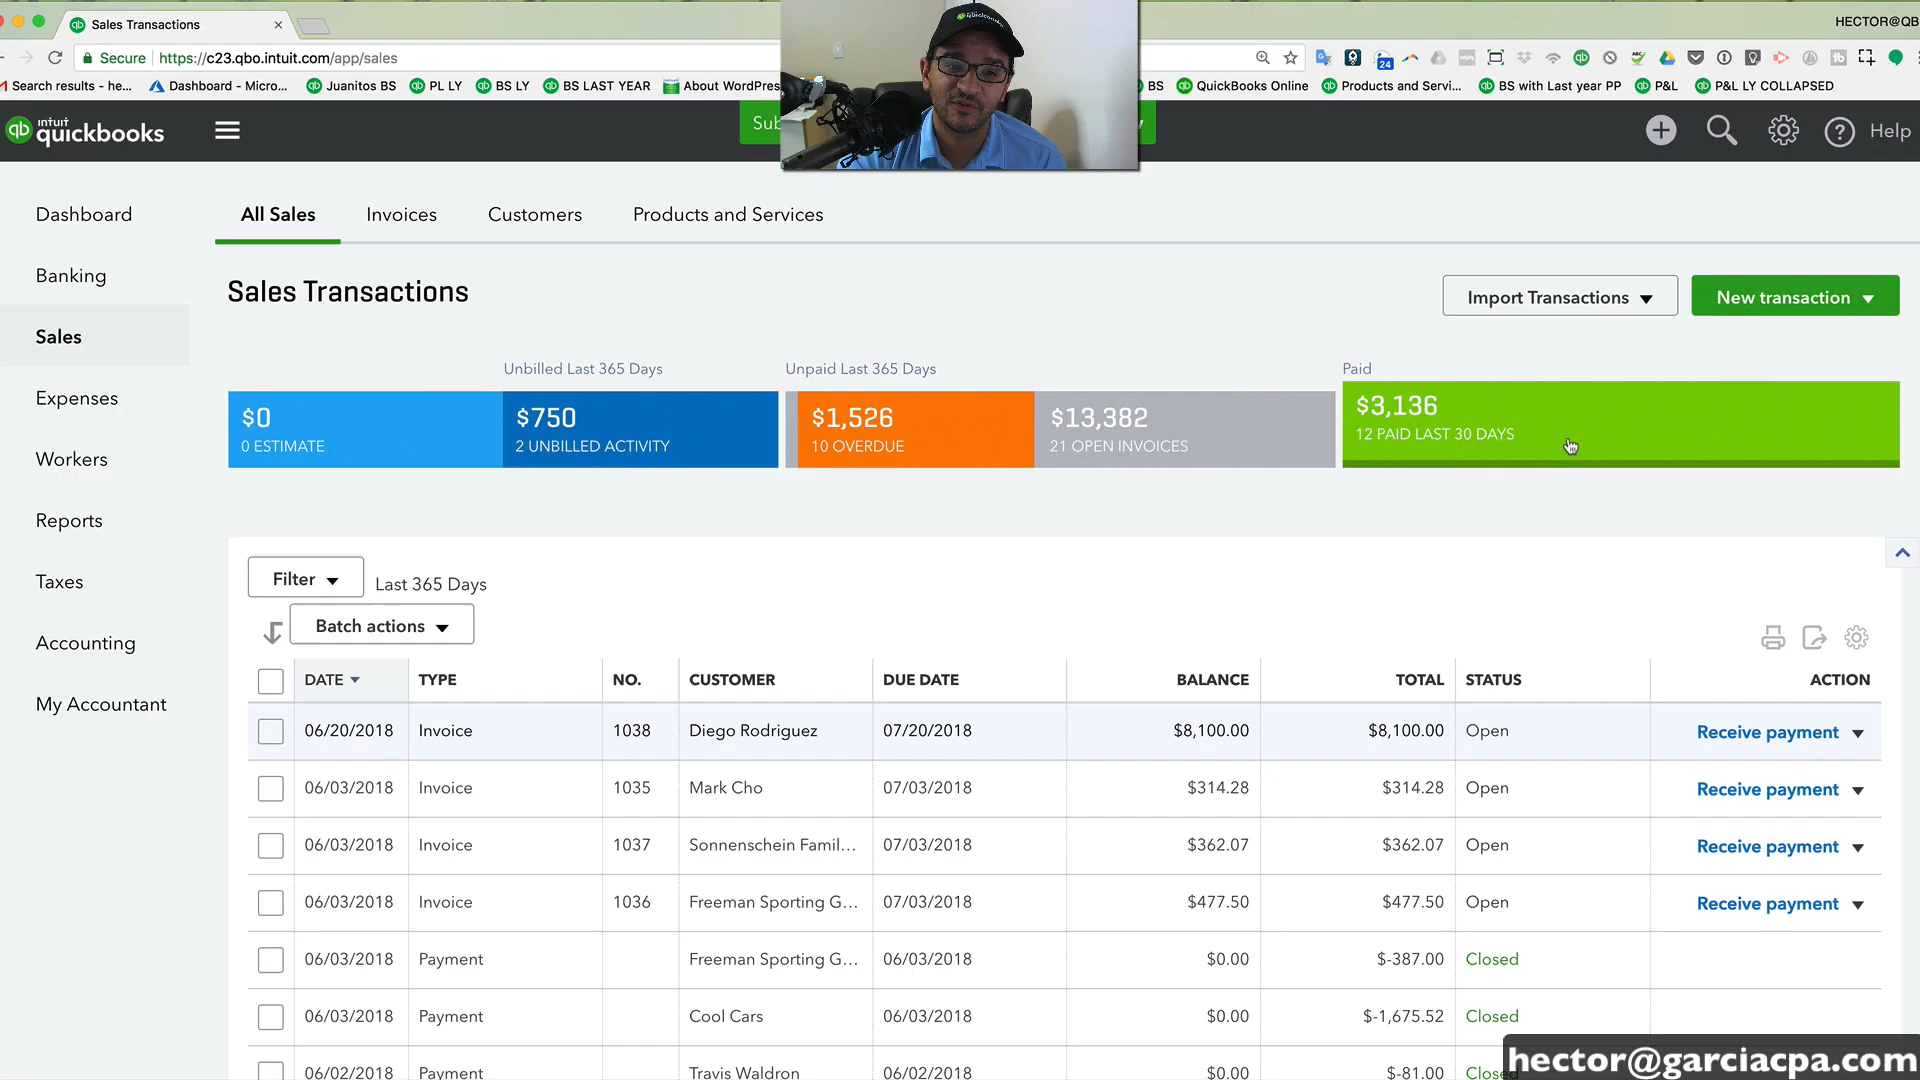 Sales Transactions
HECTOR@QB
Secure https://c23.qbo.intuit.com/app/sales
24
Search results - he...
Dashboard - Micro...
Juanitos BS
PL LY
BS LY
BS LAST YEAR
About WordPres
BS
QuickBooks Online
Products and Servi...
BS with Last year PP
P&L
P&L LY COLLAPSED
intuit
quickbooks
Sub
quickbooks
Help
Dashboard
Banking
Sales
Expenses
Workers
Reports
Taxes
Accounting
My Accountant
All Sales
Invoices
Customers
Products and Services
Sales Transactions
Import Transactions
New transaction
Unbilled Last 365 Days
Unpaid Last 365 Days
Paid
$0
0 ESTIMATE
$750
2 UNBILLED ACTIVITY
$1,526
10 OVERDUE
$13,382
21 OPEN INVOICES
$3,136
12 PAID LAST 30 DAYS
Filter
Last 365 Days
Batch actions
DATE TYPE NO. CUSTOMER DUE DATE BALANCE TOTAL STATUS ACTION
06/20/2018 Invoice 1038 Diego Rodriguez 07/20/2018 $8,100.00 $8,100.00 Open Receive payment
06/03/2018 Invoice 1035 Mark Cho 07/03/2018 $314.28 $314.28 Open Receive payment
06/03/2018 Invoice 1037 Sonnenschein Famil... 07/03/2018 $362.07 $362.07 Open Receive payment
06/03/2018 Invoice 1036 Freeman Sporting G... 07/03/2018 $477.50 $477.50 Open Receive payment
06/03/2018 Payment Freeman Sporting G... 06/03/2018 $0.00 $-387.00 Closed
06/03/2018 Payment Cool Cars 06/03/2018 $0.00 $-1,675.52 Closed
06/02/2018 Payment Travis Waldron 06/02/2018 $0.00 $-81.00 Close
hector@garciacpa.com